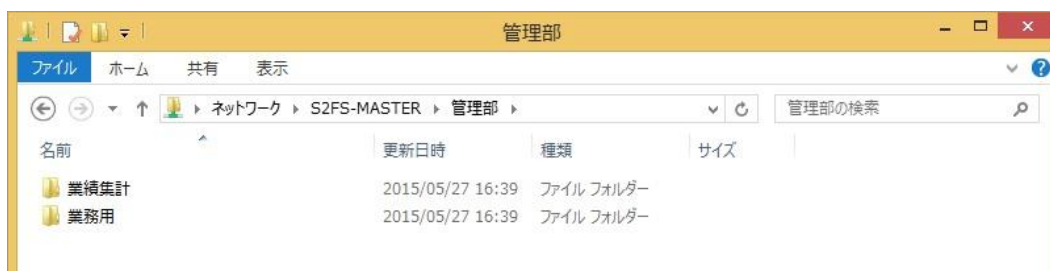 管理部
ファイル ホーム 共有 表示
ネットワーク S2FS-MASTER 管理部 管理部の検索
名前 更新日時 種類 サイズ
業績集計 2015/05/27 16:39 ファイル フォルダー
業務用 2015/05/27 16:39 ファイル フォルダー